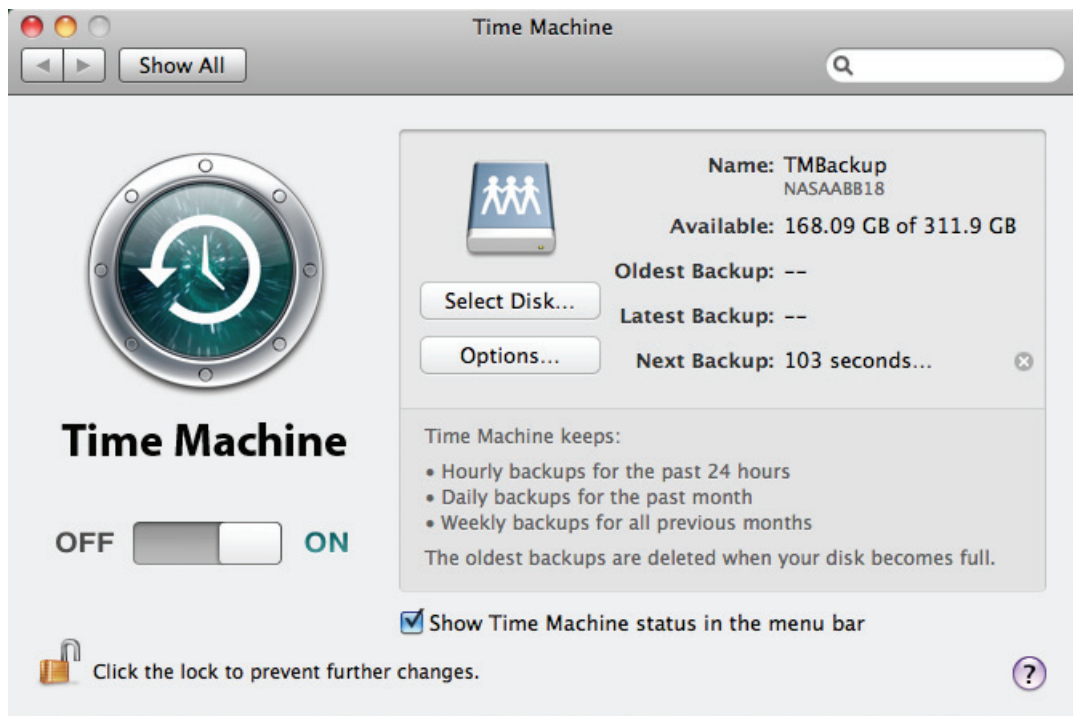 Time Machine
Show All
Name: TMBackup
NASAABB18
Available: 168.09 GB of 311.9 GB
Oldest Backup: --
Select Disk...
Latest Backup: --
Options...
Next Backup: 103 seconds...
Time Machine
Time Machine keeps:
• Hourly backups for the past 24 hours
• Daily backups for the past month
• Weekly backups for all previous months
The oldest backups are deleted when your disk becomes full.
OFF ON
Show Time Machine status in the menu bar
Click the lock to prevent further changes.
?